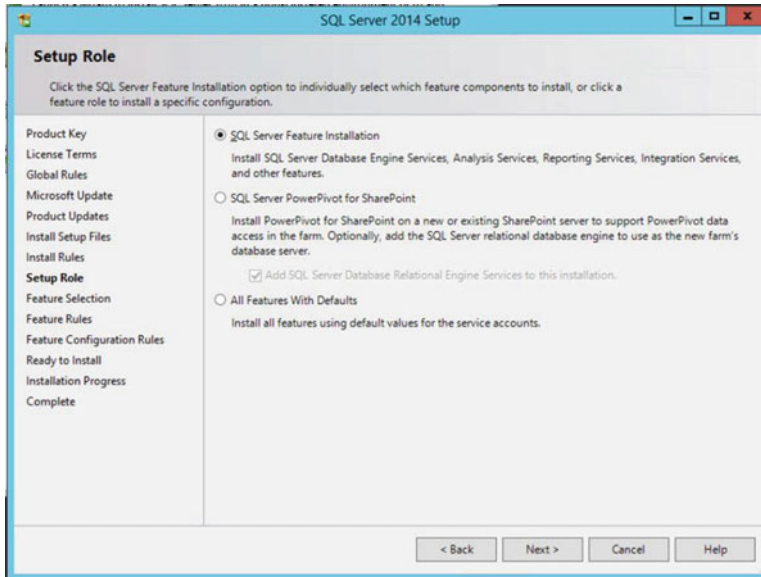 SQL Server 2014 Setup
Setup Role
Click the SQL Server Feature Installation option to individually select which feature components to install, or click a
feature role to install a specific configuration.
Product Key
License Terms
Global Rules
Microsoft Update
Product Updates
Install Setup Files
Install Rules
Setup Role
Feature Selection
Feature Rules
Feature Configuration Rules
Ready to Install
Installation Progress
Complete
SQL Server Feature Installation
Install SQL Server Database Engine Services, Analysis Services, Reporting Services, Integration Services,
and other features.
SQL Server PowerPivot for SharePoint
Install PowerPivot for SharePoint on a new or existing SharePoint server to support PowerPivot data
access in the farm. Optionally, add the SQL Server relational database engine to use as the new farm's
database server.
Add SQL Server Database Relational Engine Services to this installation.
All Features With Defaults
Install all features using default values for the service accounts.
< Back
Next >
Cancel
Help